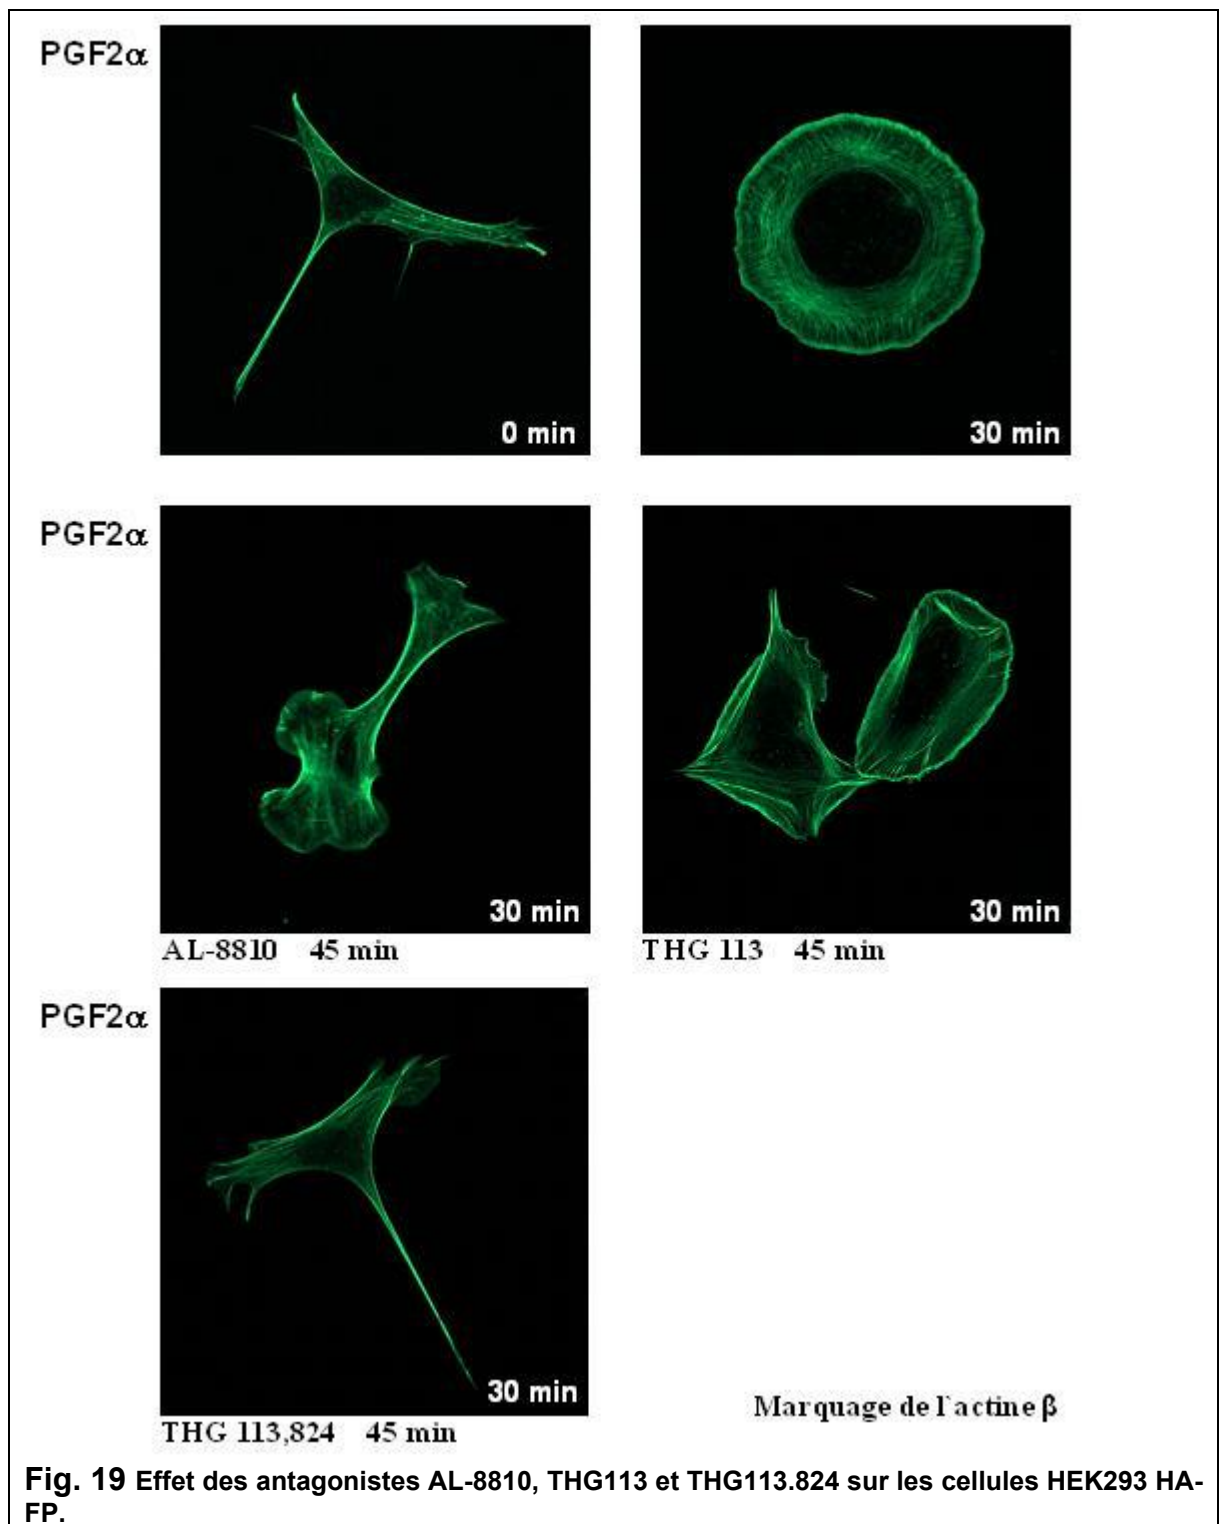 PGF2α
0 min
30 min
PGF2α
30 min
30 min
AL-8810 45 min
THG 113 45 min
PGF2α
30 min
THG 113,824 45 min
Marquage de l`actine β
Fig. 19 Effet des antagonistes AL-8810, THG113 et THG113.824 sur les cellules HEK293 HA-
FP.